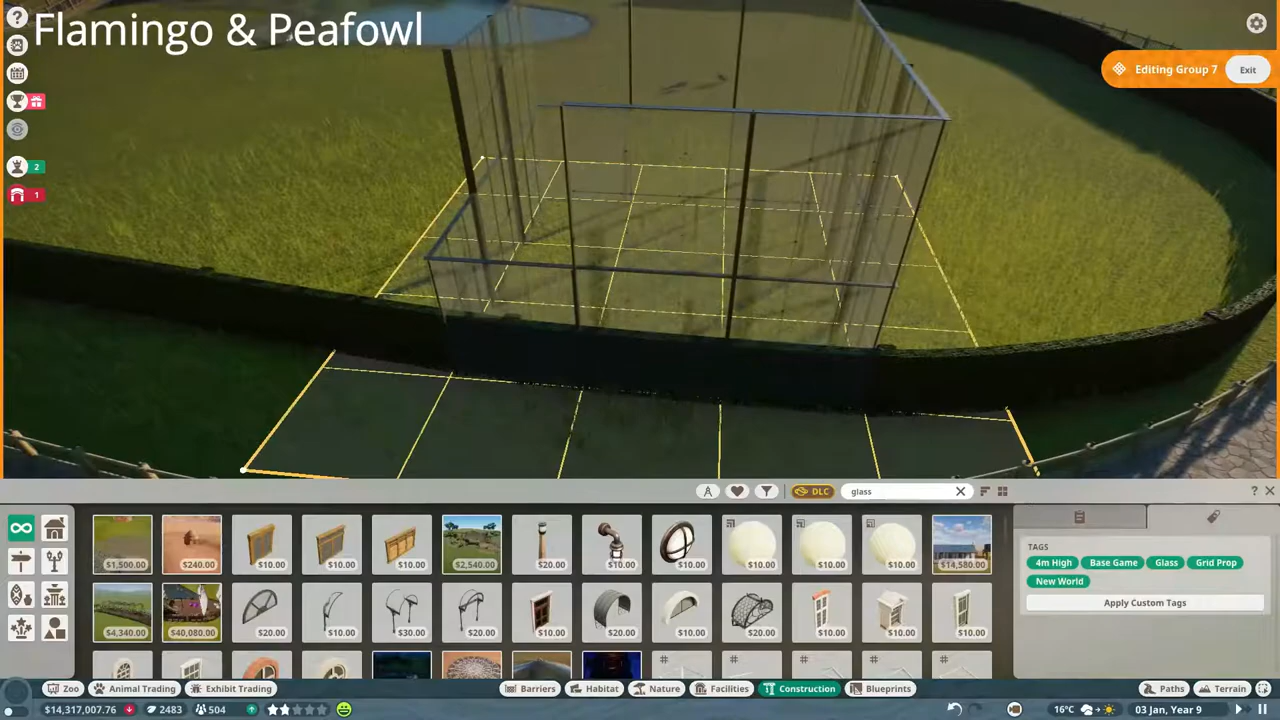 Flamingo & Peafowl
Editing Group 7
Exit
2
1
DLC
glass
$1,500.00
$240.00
$10.00
$10.00
$10.00
$2,540.00
$20.00
$10.00
$10.00
$10.00
$10.00
$10.00
$14,580.00
$4,340.00
$40,080.00
$20.00
$10.00
$30.00
$10.00
$10.00
$20.00
$10.00
$20.00
$10.00
$10.00
$10.00
TAGS
4m High
Base Game
Glass
Grid Prop
New World
Apply Custom Tags
Zoo
Animal Trading
Exhibit Trading
Barriers
Habitat
Nature
Facilities
Construction
Blueprints
Paths
Terrain
$14,317,007.76
2483
504
16°C
03 Jan, Year 9